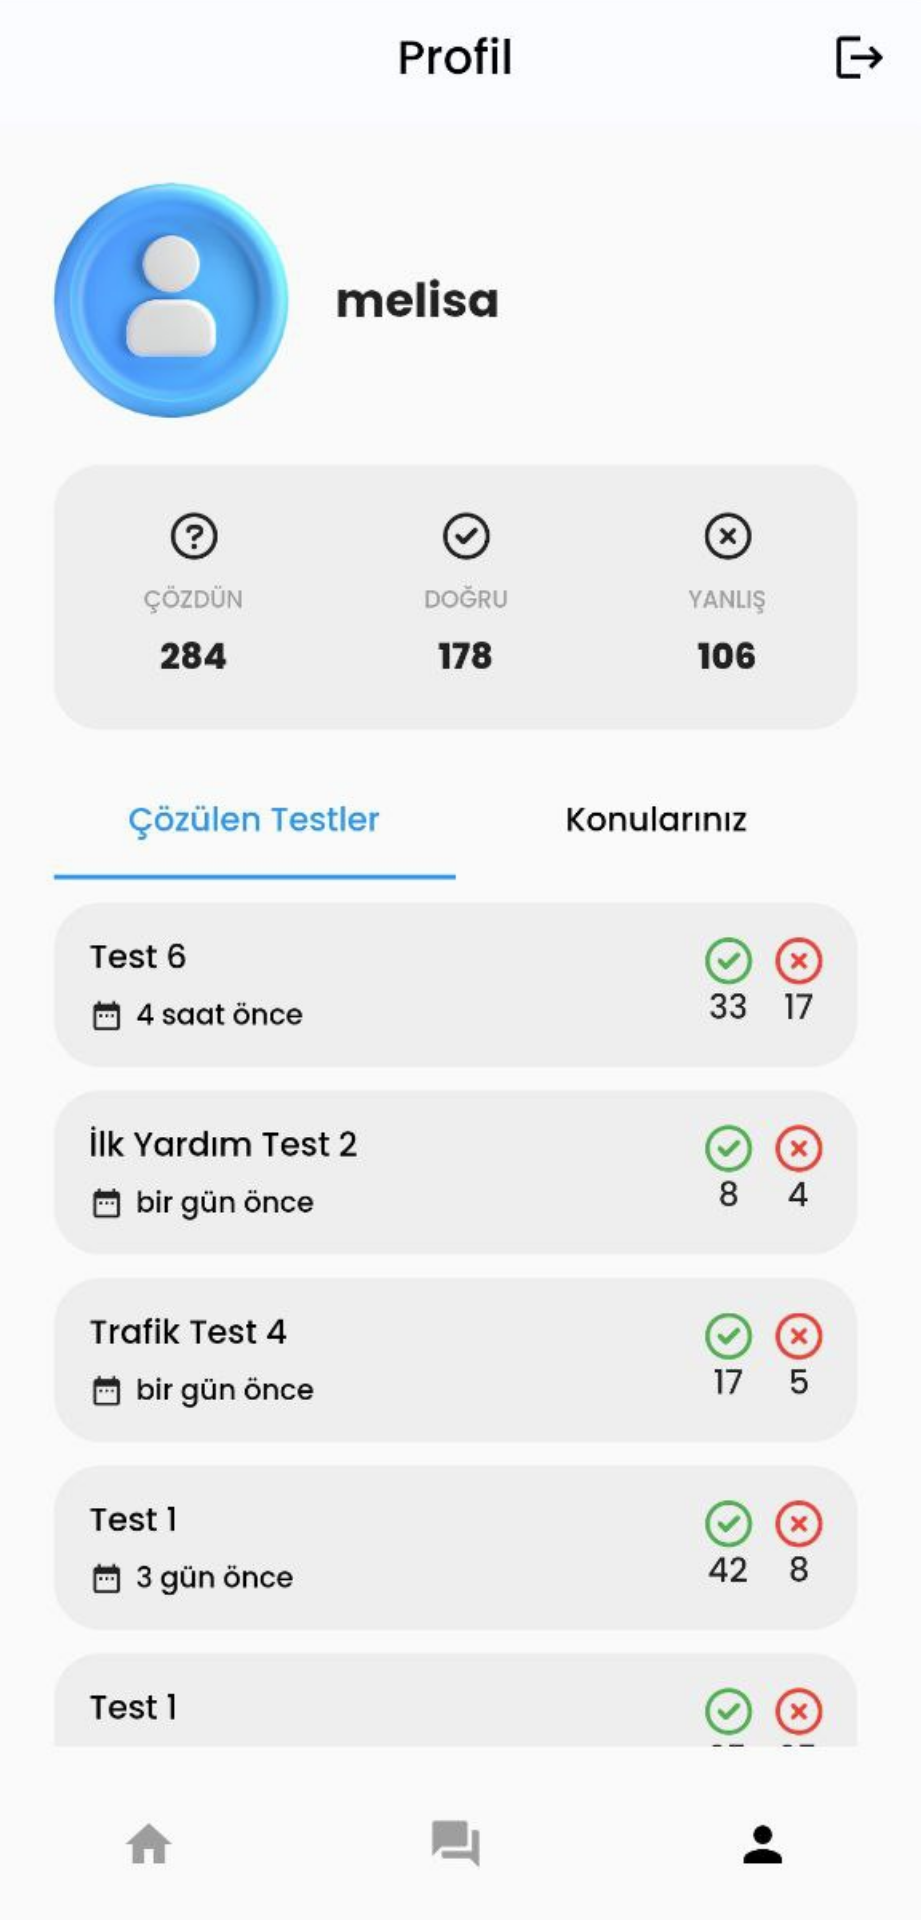 Profil
melisa
ÇÖZDÜN DOĞRU YANLIŞ
284 178 106
Çözülen Testler Konularınız
Test 6
4 saat önce 33 17
İlk Yardım Test 2
bir gün önce 8 4
Trafik Test 4
bir gün önce 17 5
Test 1
3 gün önce 42 8
Test 1